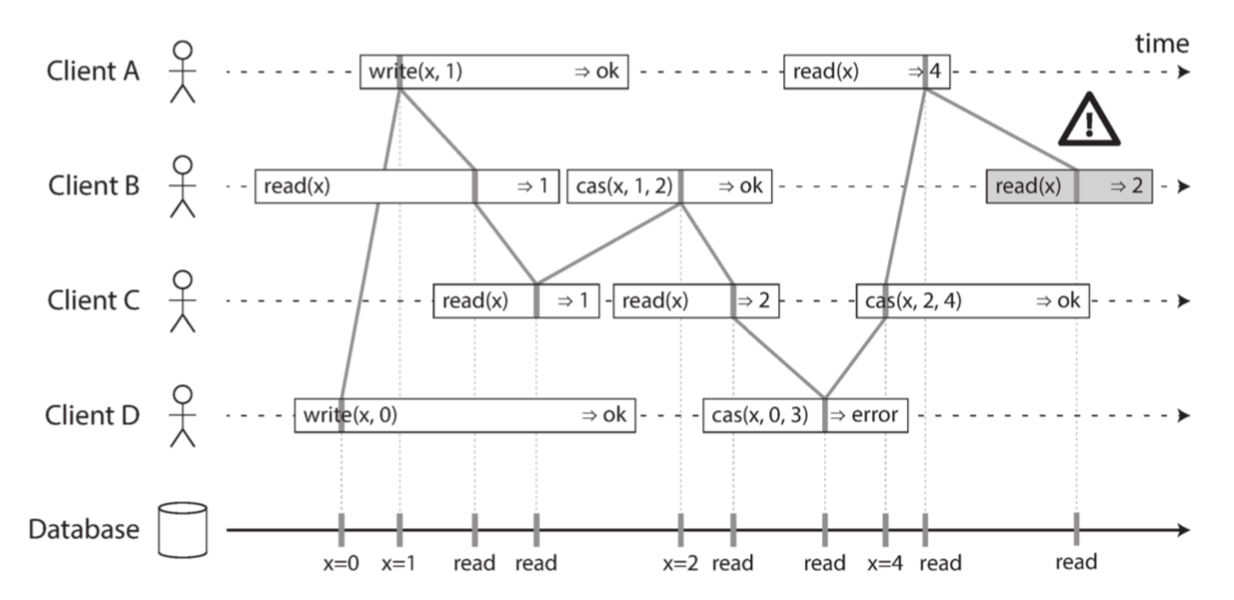 time
Client A write(x, 1) ⇒ ok read(x) ⇒ 4
!
Client B read(x) ⇒ 1 cas(x, 1, 2) ⇒ ok read(x) ⇒ 2
Client C read(x) ⇒ 1 read(x) ⇒ 2 cas(x, 2, 4) ⇒ ok
Client D write(x, 0) ⇒ ok cas(x, 0, 3) ⇒ error
Database
x=0 x=1 read read x=2 read read x=4 read read